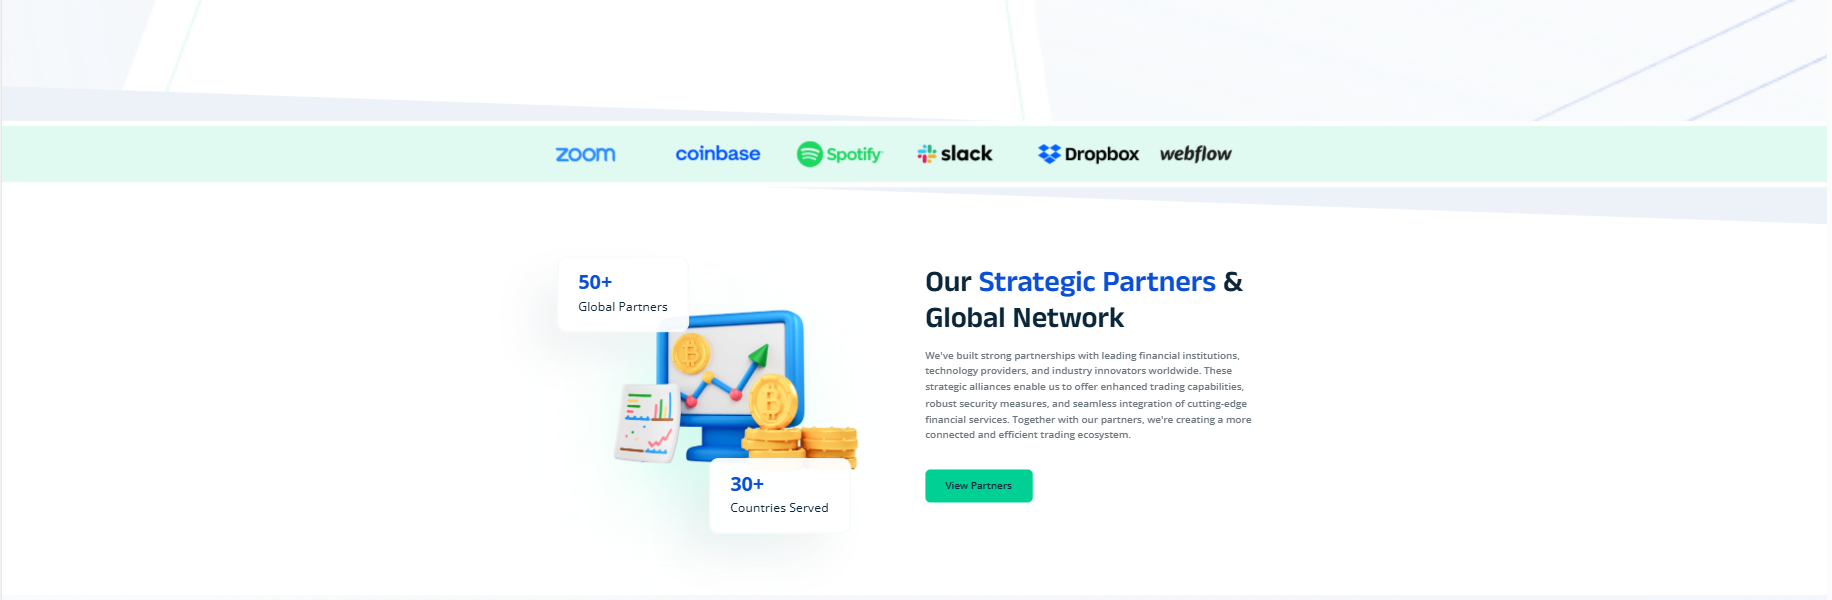 zoom coinbase Spotify slack Dropbox webflow
50+
Global Partners
30+
Countries Served
Our Strategic Partners &
Global Network
We've built strong partnerships with leading financial institutions,
technology providers, and industry innovators worldwide. These
strategic alliances enable us to offer enhanced trading capabilities,
robust security measures, and seamless integration of cutting-edge
financial services. Together with our partners, we're creating a more
connected and efficient trading ecosystem.
View Partners